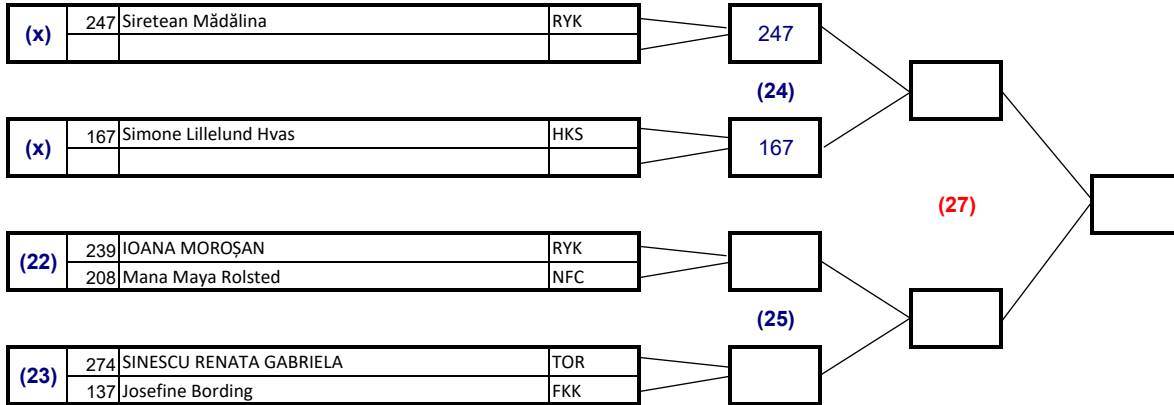 (x) 247 Siretean Mădălina RYK 247
(24)
(x) 167 Simone Lillelund Hvas HKS 167
(27)
(22) 239 IOANA MOROȘAN RYK
208 Mana Maya Rolsted NFC
(25)
(23) 274 SINESCU RENATA GABRIELA TOR
137 Josefine Bording FKK